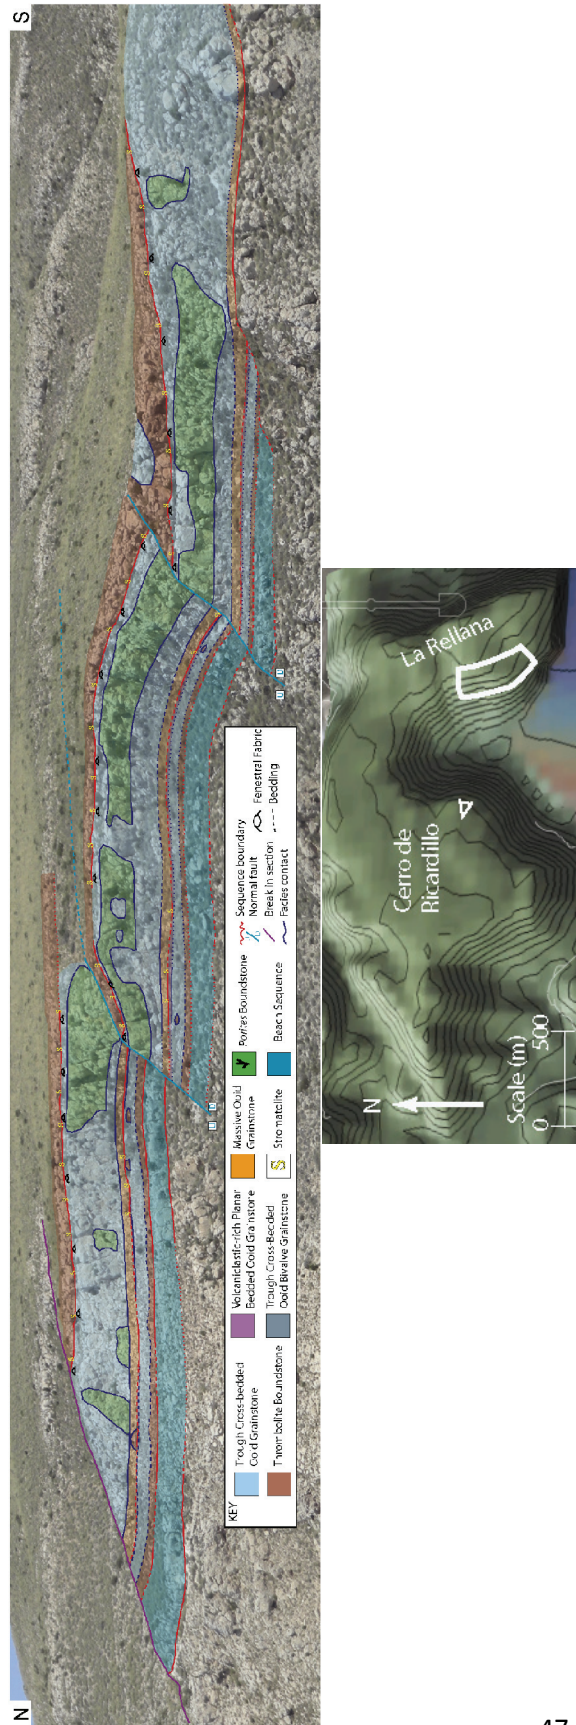 N
S
KEY
Trough Cross-bedded
Ooid Grainstone
Volcaniclastic-rich Planar
Bedded Ooid Grainstone
Massive Ooid
Grainstone
Porites Boundstone
Sequence boundary
Normal fault
Fenestral Fabric
Thrombolite Boundstone
Trough Cross-Bedded
Ooid Bivalve Grainstone
S
Stromatolite
Beach Sequence
Break in section
Facies contact
Bedding
La Rellana
Cerro de
Ricardillo
N
Scale (m)
0
500
47